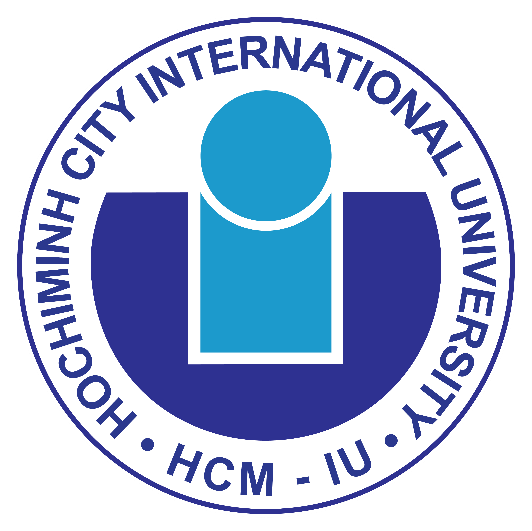 HOCHIMINH CITY INTERNATIONAL UNIVERSITY
• HCM - IU •